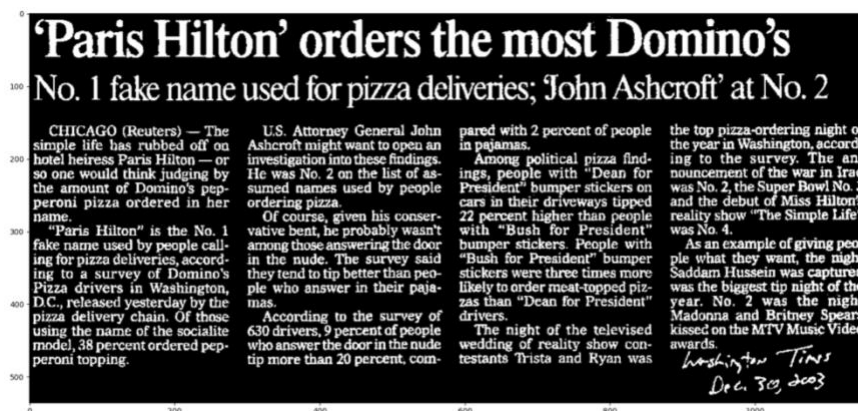 0
100
200
300
400
500
'Paris Hilton' orders the most Domino's
No. 1 fake name used for pizza deliveries; 'John Ashcroft' at No. 2
CHICAGO (Reuters) — The
simple life has rubbed off on
hotel heiress Paris Hilton — or
so one would think judging by
the amount of Domino's pep-
peroni pizza ordered in her
name.
"Paris Hilton" is the No. 1
fake name used by people call-
ing for pizza deliveries, accord-
ing to a survey of Domino's
Pizza drivers in Washington,
D.C., released yesterday by the
pizza delivery chain. Of those
using the name of the socialite
model, 38 percent ordered pep-
peroni topping.
U.S. Attorney General John
Ashcroft might want to open an
investigation into these findings.
He was No. 2 on the list of as-
sumed names used by people
ordering pizza.
Of course, given his conser-
vative bent, he probably wasn't
among those answering the door
in the nude. The survey said
they tend to tip better than peo-
ple who answer in their paja-
mas.
According to the survey of
630 drivers, 9 percent of people
who answer the door in the nude
tip more than 20 percent, com-
pared with 2 percent of people
in pajamas.
Among political pizza find-
ings, people with "Dean for
President" bumper stickers on
cars in their driveways tipped
22 percent higher than people
with "Bush for President"
bumper stickers. People with
"Bush for President" bumper
stickers were three times more
likely to order meat-topped piz-
zas than "Dean for President"
drivers.
The night of the televised
wedding of reality show con-
testants Trista and Ryan was
the top pizza-ordering night
the year in Washington, accord
ing to the survey. The an
nouncement of the war in
was No. 2, the Super Bowl No.
and the debut of Miss Hilton'
reality show "The Simple Life
was No. 4.
As an example of giving peo
ple what they want, the nigh
Saddam Hussein was capture
was the biggest tip night of the
year. No. 2 was the nigh
Madonna and Britney Spear
kissed on the MTV Music Video
awards.
Washington Times
Dec. 30, 2003
0
200
400
600
800
1000